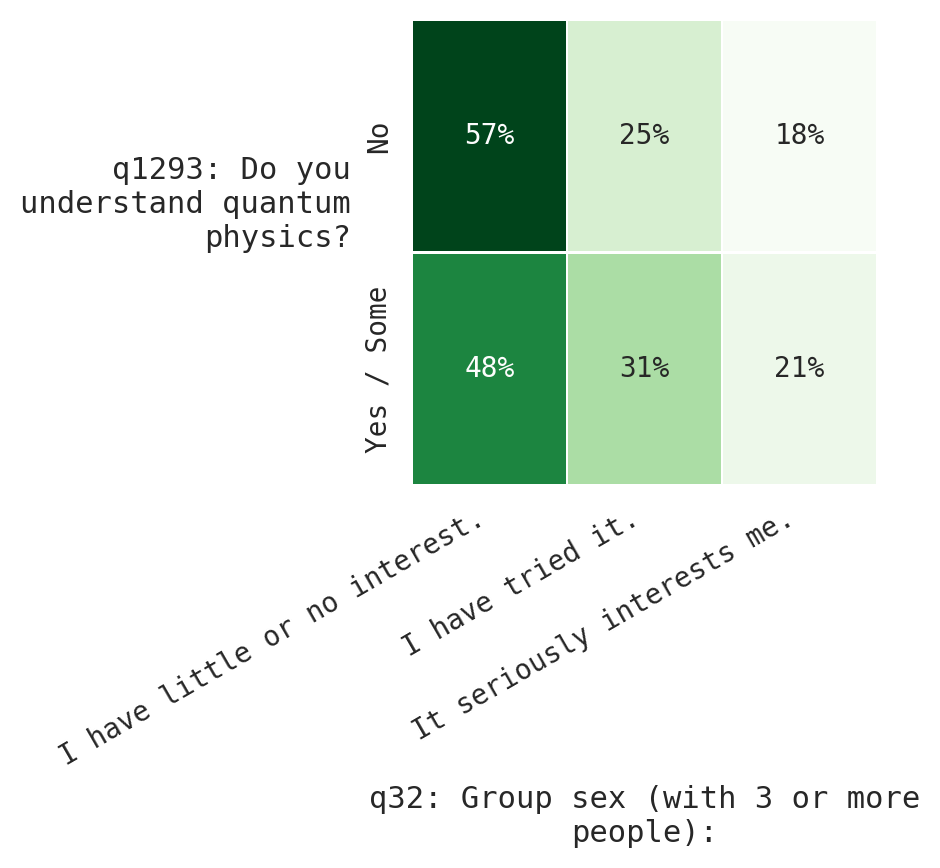 q1293: Do you
understand quantum
physics?
No
57%
25%
18%
Yes / Some
48%
31%
21%
I have little or no interest.
I have tried it.
It seriously interests me.
q32: Group sex (with 3 or more
people):